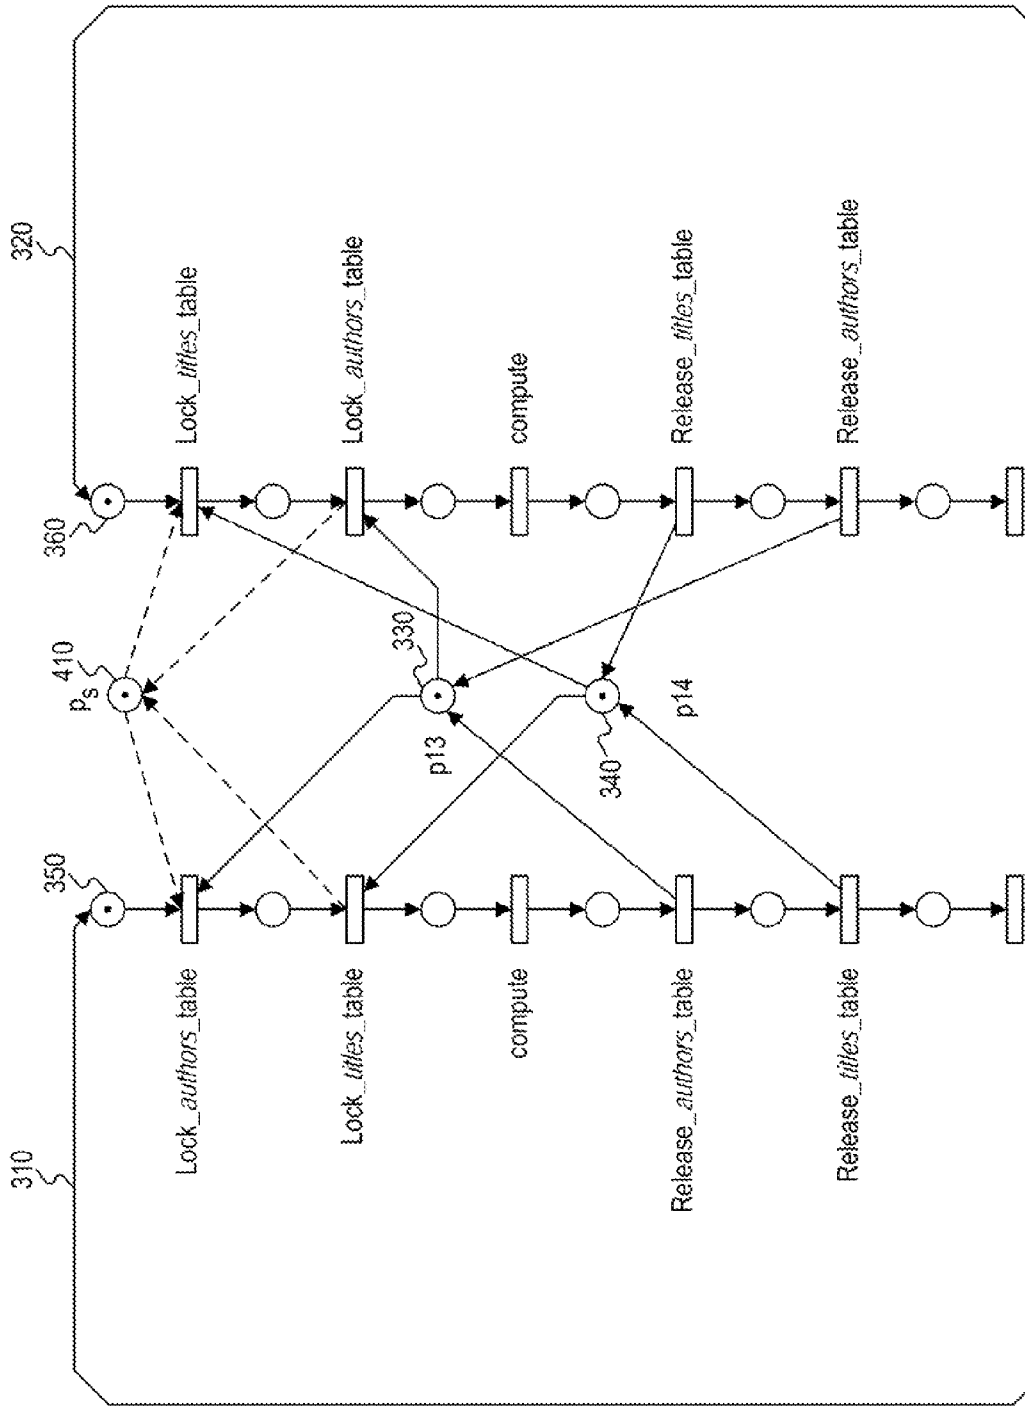 310
320
350
360
410
p_s
Lock_authors_table
Lock_titles_table
Lock_titles_table
Lock_authors_table
330
p13
compute
compute
340
p14
Release_authors_table
Release_titles_table
Release_titles_table
Release_authors_table